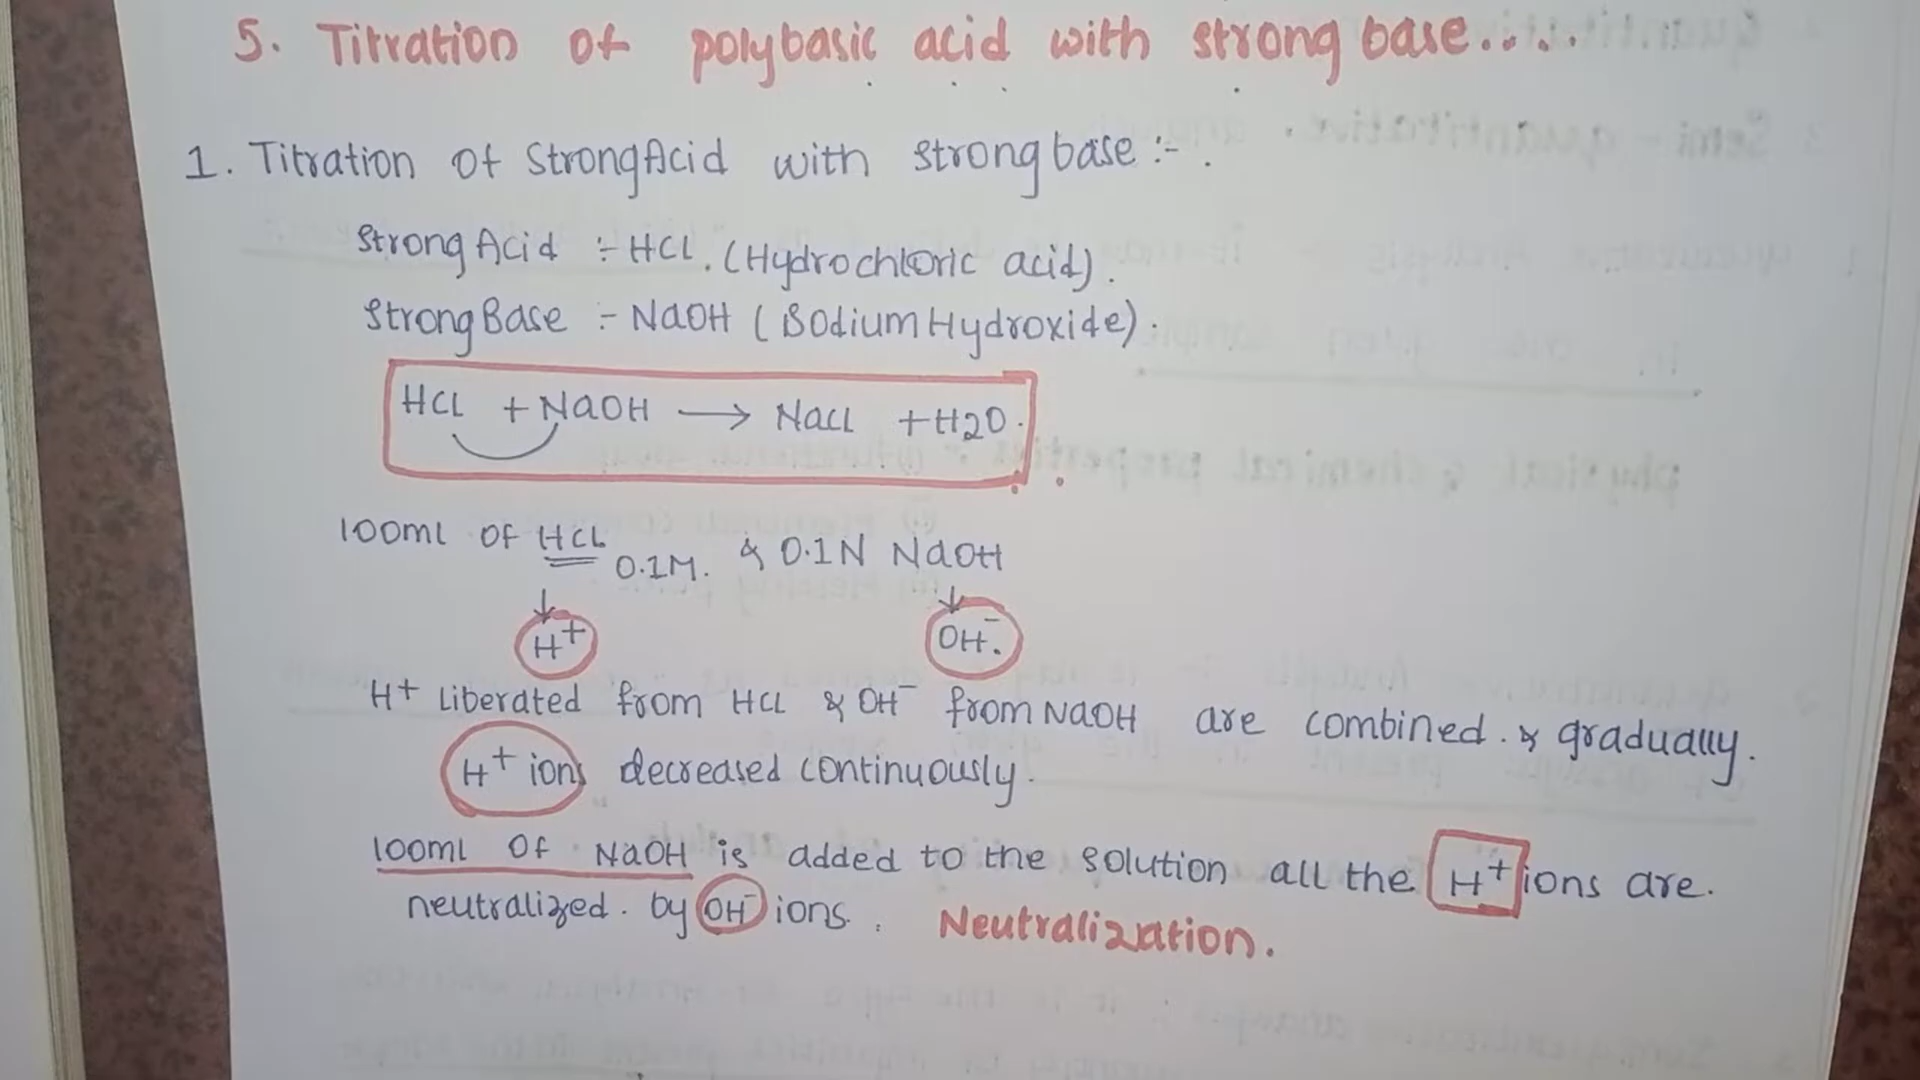 5. Titration of polybasic acid with strong base.....
1. Titration of Strong Acid with strong base :- .
Strong Acid :- HCl. (Hydrochloric acid).
Strong Base :- NaOH (Sodium Hydroxide).
HCl + NaOH → NaCl + H2O.
100ml of HCl 0.1M. & 0.1N NaOH
↓ ↓
H+ OH-.
H+ liberated from HCl & OH- from NaOH are combined. & gradually.
H+ ions decreased continuously.
100ml of NaOH is added to the solution all the H+ ions are.
neutralized. by OH- ions. Neutralization.